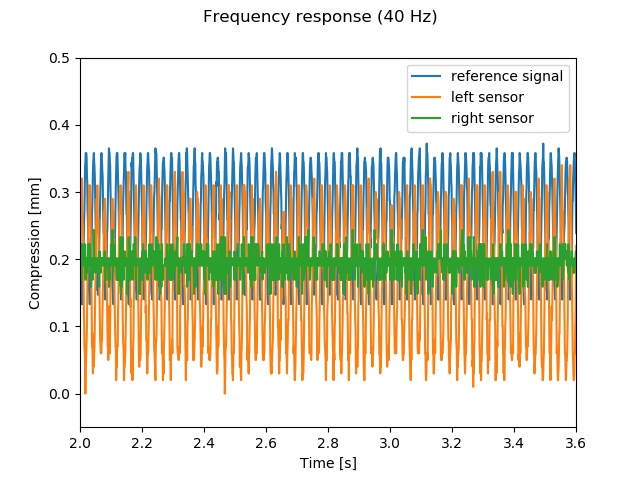 Frequency response (40 Hz)
reference signal
left sensor
right sensor
Compression [mm]
0.5
0.4
0.3
0.2
0.1
0.0
2.0 2.2 2.4 2.6 2.8 3.0 3.2 3.4 3.6
Time [s]